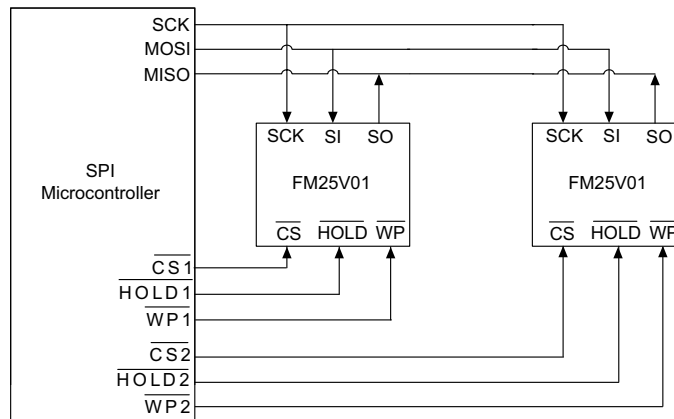 SCK
MOSI
MISO
SCK SI SO
SCK SI SO
SPI
Microcontroller
FM25V01
FM25V01
CS HOLD WP
CS HOLD WP
CS1
HOLD1
WP1
CS2
HOLD2
WP2